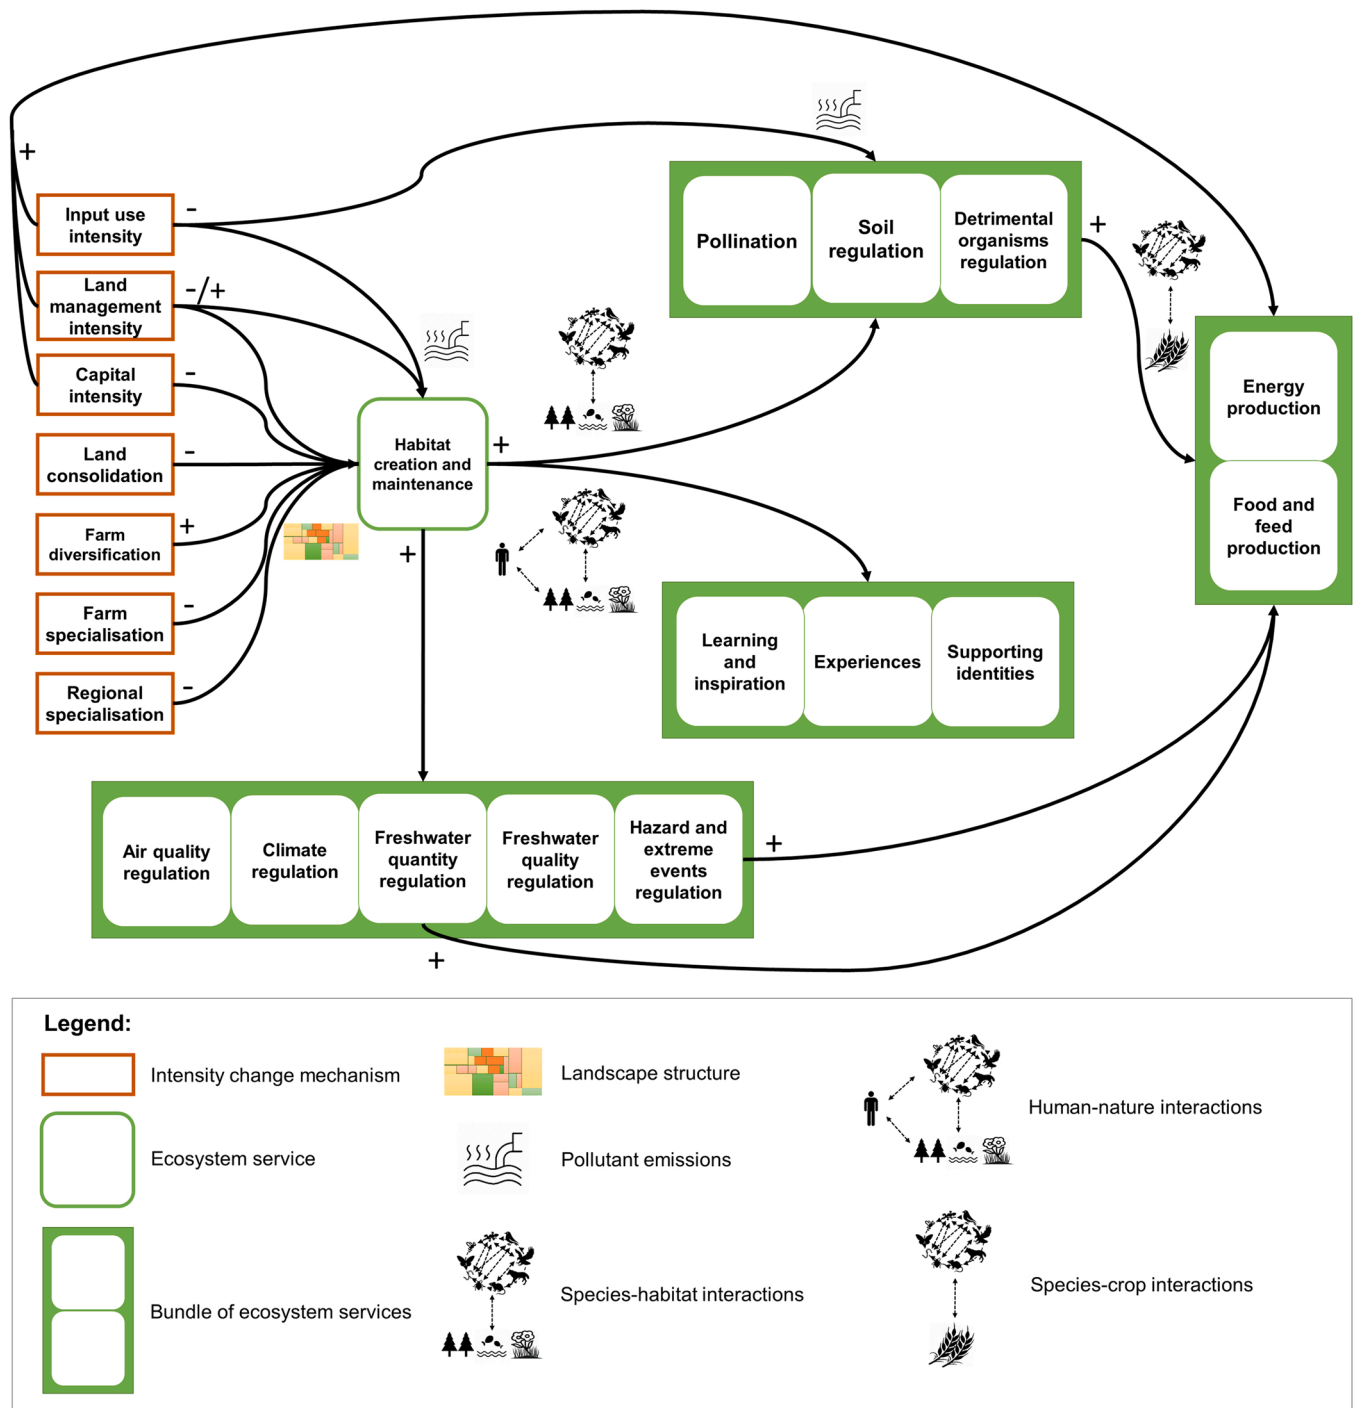 +
Input use
intensity
-
Land
management
intensity
-/+
Capital
intensity
-
Land
consolidation
-
Farm
diversification
+
Farm
specialisation
-
Regional
specialisation
-
Habitat
creation and
maintenance
+
+
Pollination
Soil
regulation
Detrimental
organisms
regulation
+
Energy
production
Food and
feed
production
Learning
and
inspiration
Experiences
Supporting
identities
Air quality
regulation
Climate
regulation
Freshwater
quantity
regulation
Freshwater
quality
regulation
Hazard and
extreme
events
regulation
+
+
Legend:
Intensity change mechanism
Ecosystem service
Bundle of ecosystem services
Landscape structure
Pollutant emissions
Species-habitat interactions
Human-nature interactions
Species-crop interactions